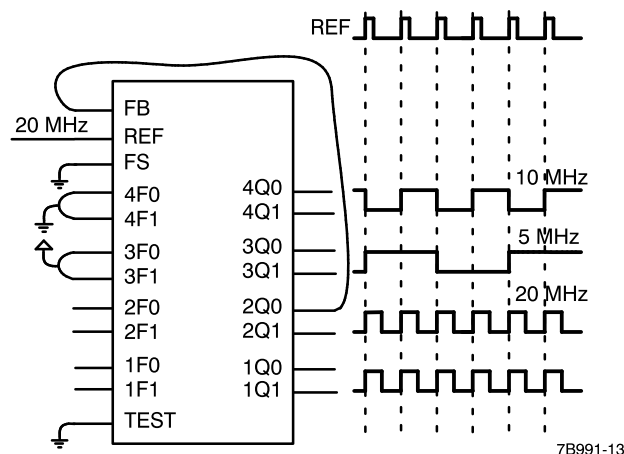 REF
FB
20 MHz
REF
FS
4F0
4Q0
10 MHz
4F1
4Q1
3F0
3Q0
5 MHz
3F1
3Q1
2F0
2Q0
20 MHz
2F1
2Q1
1F0
1Q0
1F1
1Q1
TEST
7B991-13